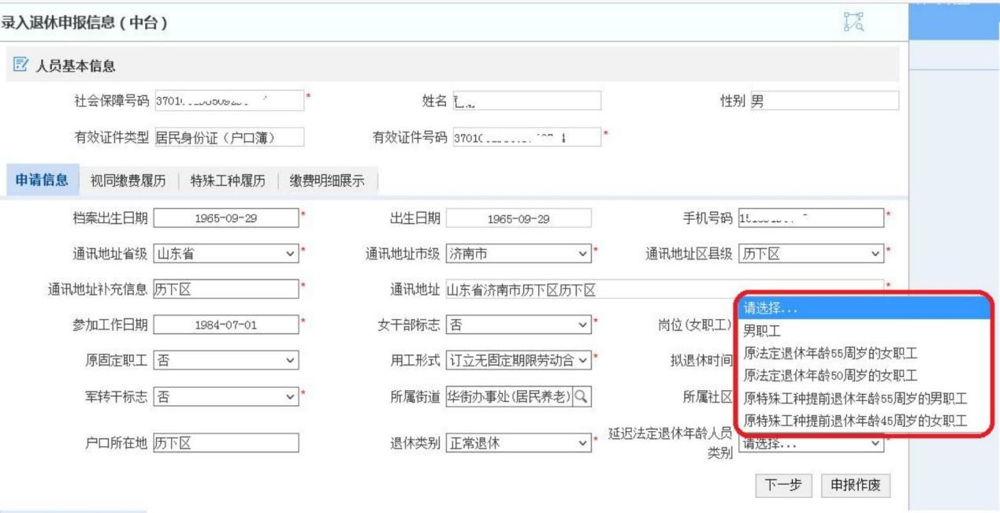 录入退休申报信息（中台）
人员基本信息
社会保障号码 * 姓名 性别 男
有效证件类型 居民身份证（户口簿） 有效证件号码 *
申请信息 视同缴费履历 特殊工种履历 缴费明细展示
档案出生日期 1965-09-29 * 出生日期 1965-09-29 手机号码 *
通讯地址省级 山东省 * 通讯地址市级 济南市 * 通讯地址区县级 历下区 *
通讯地址补充信息 历下区 * 通讯地址 山东省济南市历下区历下区 *
请选择...
参加工作日期 1984-07-01 * 女干部标志 否 * 岗位(女职工) 男职工
原固定职工 否 用工形式 订立无固定期限劳动合 * 拟退休时间 原法定退休年龄55周岁的女职工
原法定退休年龄50周岁的女职工
军转干标志 否 * 所属街道 华街办事处(居民养老) 所属社区 原特殊工种提前退休年龄55周岁的男职工
原特殊工种提前退休年龄45周岁的女职工
户口所在地 历下区 退休类别 正常退休 * 延迟法定退休年龄人员类别 请选择... *
下一步 申报作废